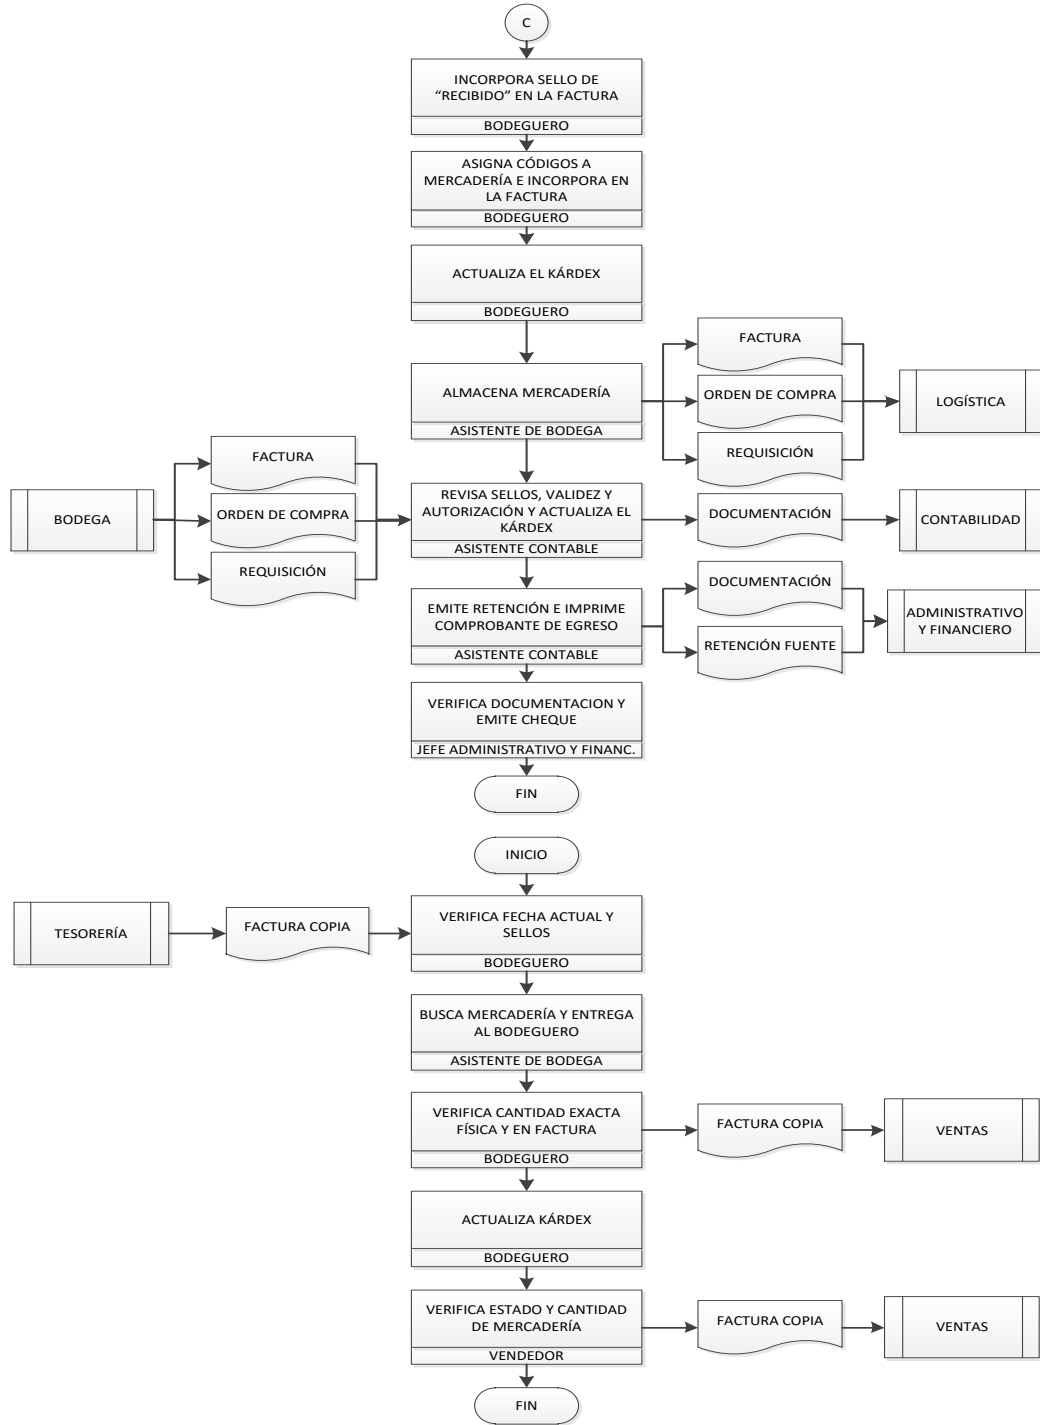 C
INCORPORA SELLO DE
“RECIBIDO” EN LA FACTURA
BODEGUERO
ASIGNA CÓDIGOS A
MERCADERÍA E INCORPORA EN
LA FACTURA
BODEGUERO
ACTUALIZA EL KÁRDEX
BODEGUERO
ALMACENA MERCADERÍA
ASISTENTE DE BODEGA
FACTURA
ORDEN DE COMPRA
REQUISICIÓN
LOGÍSTICA
BODEGA
FACTURA
ORDEN DE COMPRA
REQUISICIÓN
REVISA SELLOS, VALIDEZ Y
AUTORIZACIÓN Y ACTUALIZA EL
KÁRDEX
ASISTENTE CONTABLE
DOCUMENTACIÓN
CONTABILIDAD
EMITE RETENCIÓN E IMPRIME
COMPROBANTE DE EGRESO
ASISTENTE CONTABLE
DOCUMENTACIÓN
RETENCIÓN FUENTE
ADMINISTRATIVO
Y FINANCIERO
VERIFICA DOCUMENTACION Y
EMITE CHEQUE
JEFE ADMINISTRATIVO Y FINANC.
FIN
INICIO
TESORERÍA
FACTURA COPIA
VERIFICA FECHA ACTUAL Y
SELLOS
BODEGUERO
BUSCA MERCADERÍA Y ENTREGA
AL BODEGUERO
ASISTENTE DE BODEGA
VERIFICA CANTIDAD EXACTA
FÍSICA Y EN FACTURA
BODEGUERO
FACTURA COPIA
VENTAS
ACTUALIZA KÁRDEX
BODEGUERO
VERIFICA ESTADO Y CANTIDAD
DE MERCADERÍA
VENDEDOR
FACTURA COPIA
VENTAS
FIN